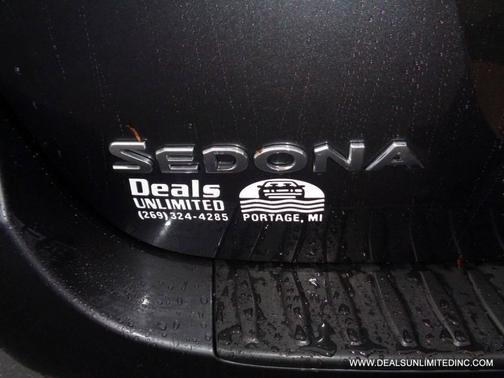 SEDONA
Deals
UNLIMITED
(269) 324-4285
PORTAGE, MI
WWW.DEALSUNLIMITEDINC.COM